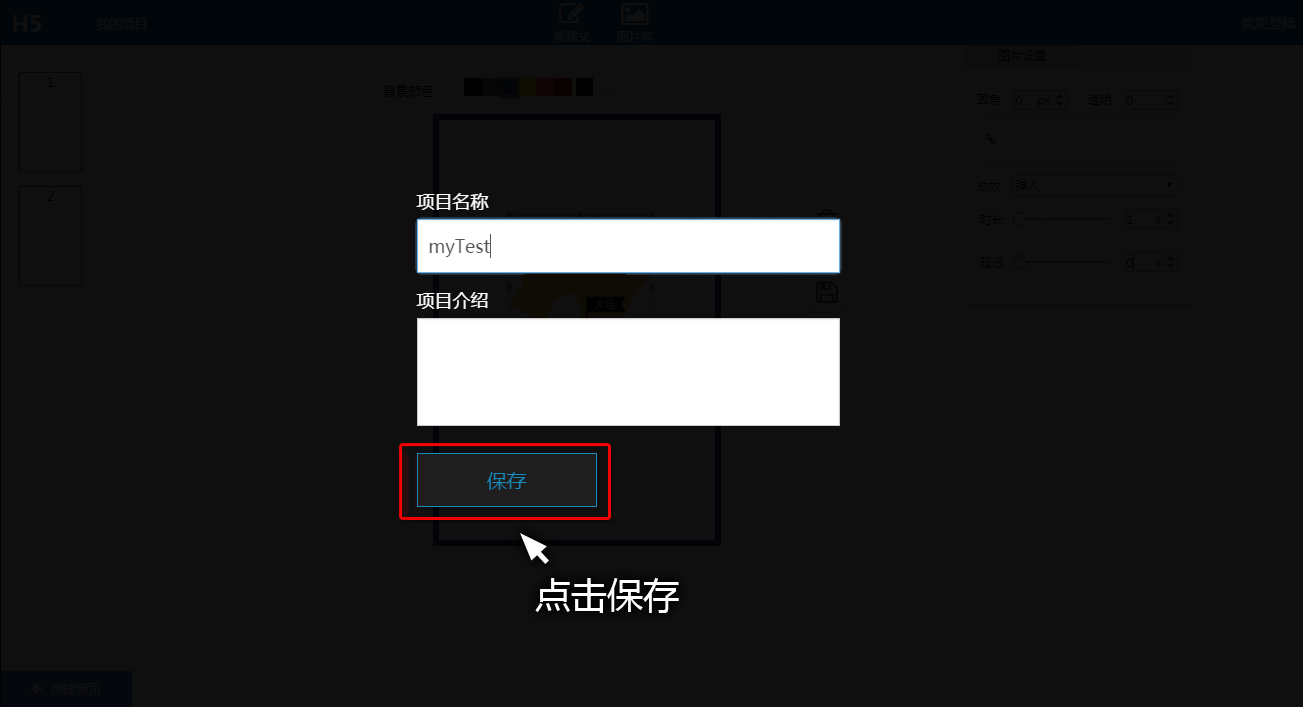 H5
我的项目
新建文
图片库
欢迎,登陆
图片设置
1
背景颜色
圆角 0 px 透明 0
2
项目名称
myTest
动效 弹入
时长 1 s
延迟 0 s
项目介绍
保存
点击保存
+ 创建新页